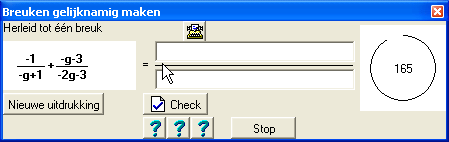 Breuken gelijknamig maken
Herleid tot één breuk
-1/-g+1 + -g-3/-2g-3 =
165
Nieuwe uitdrukking
Check
? ? ?
Stop